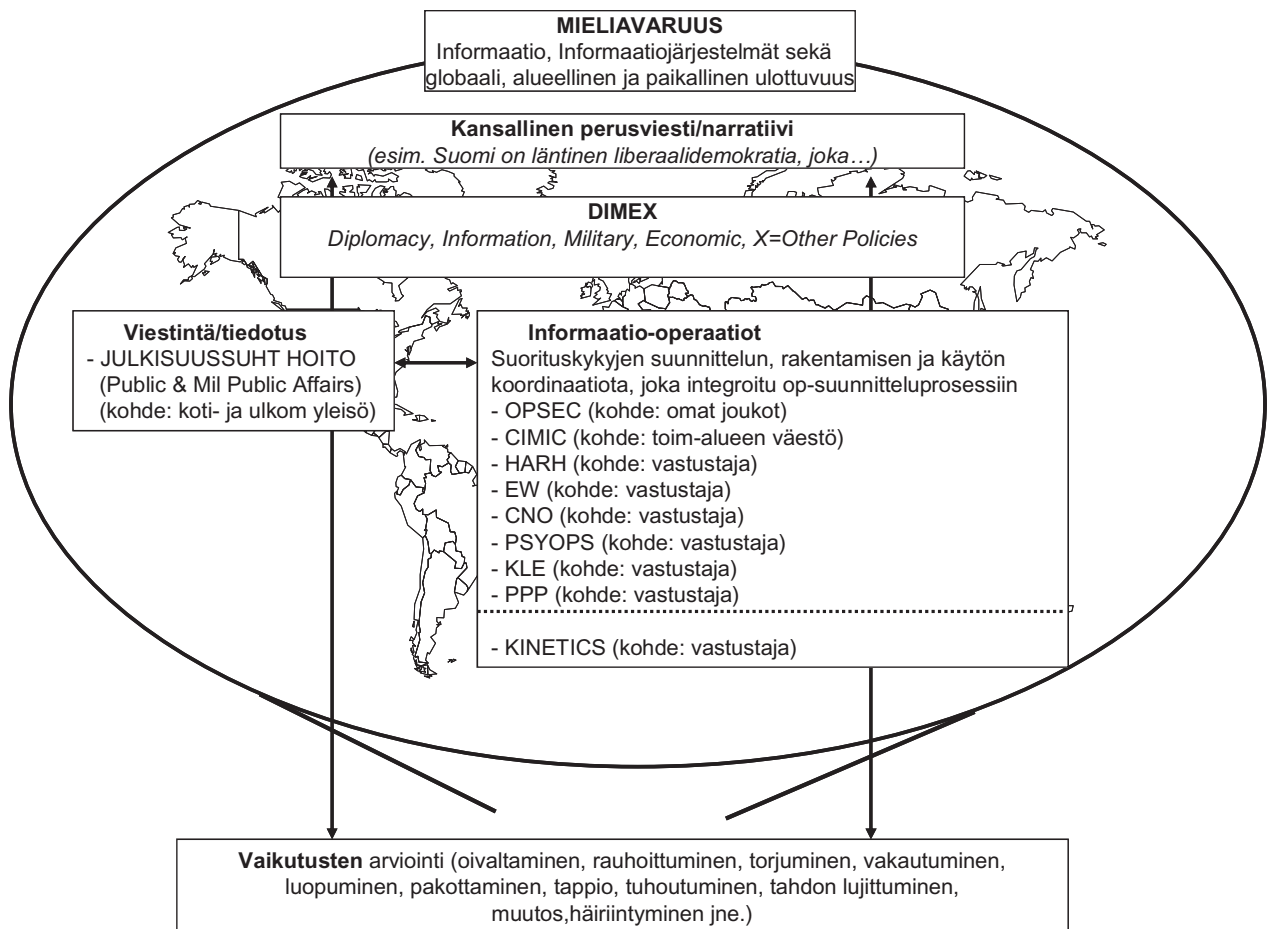 MIELIAVARUUS
Informaatio, Informaatiojärjestelmät sekä
globaali, alueellinen ja paikallinen ulottuvuus
Kansallinen perusviesti/narratiivi
(esim. Suomi on läntinen liberaalidemokratia, joka…)
DIMEX
Diplomacy, Information, Military, Economic, X=Other Policies
Viestintä/tiedotus
- JULKISUUSSUHT HOITO
(Public & Mil Public Affairs)
(kohde: koti- ja ulkom yleisö)
Informaatio-operaatiot
Suorituskykyjen suunnittelun, rakentamisen ja käytön
koordinaatiota, joka integroitu op-suunnitteluprosessiin
- OPSEC (kohde: omat joukot)
- CIMIC (kohde: toim-alueen väestö)
- HARH (kohde: vastustaja)
- EW (kohde: vastustaja)
- CNO (kohde: vastustaja)
- PSYOPS (kohde: vastustaja)
- KLE (kohde: vastustaja)
- PPP (kohde: vastustaja)
- KINETICS (kohde: vastustaja)
Vaikutusten arviointi (oivaltaminen, rauhoittuminen, torjuminen, vakautuminen,
luopuminen, pakottaminen, tappio, tuhoutuminen, tahdon lujittuminen,
muutos,häiriintyminen jne.)